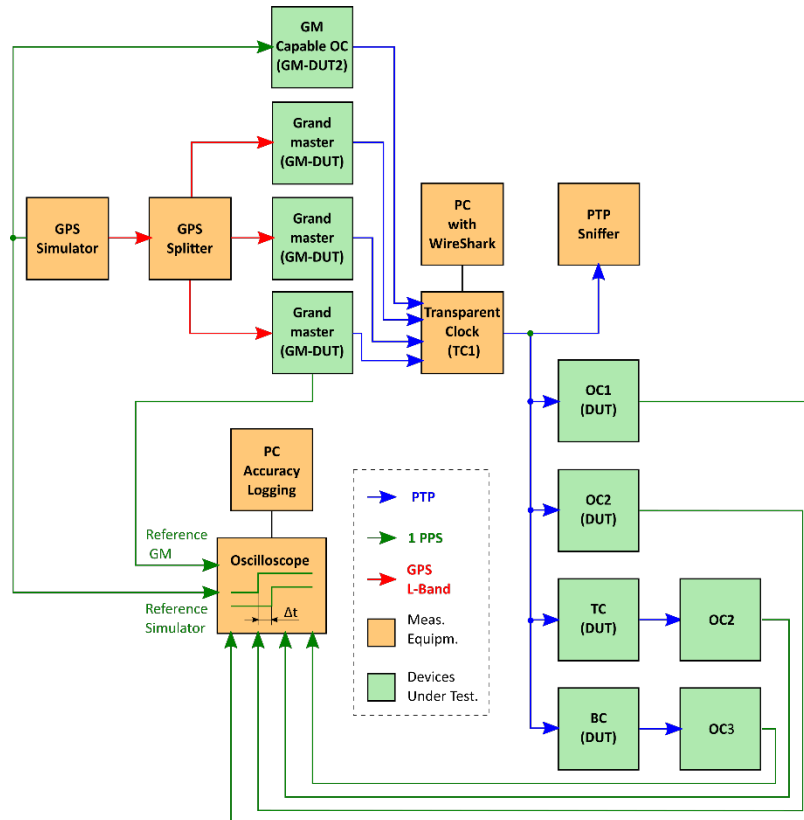 GM
Capable OC
(GM-DUT2)
Grand
master
(GM-DUT)
GPS
Simulator
GPS
Splitter
Grand
master
(GM-DUT)
PC
with
WireShark
PTP
Sniffer
Grand
master
(GM-DUT)
Transparent
Clock
(TC1)
OC1
(DUT)
PC
Accuracy
Logging
OC2
(DUT)
Reference
GM
Oscilloscope
Δt
Reference
Simulator
PTP
1 PPS
GPS
L-Band
Meas.
Equipm.
Devices
Under Test.
TC
(DUT)
OC2
BC
(DUT)
OC3